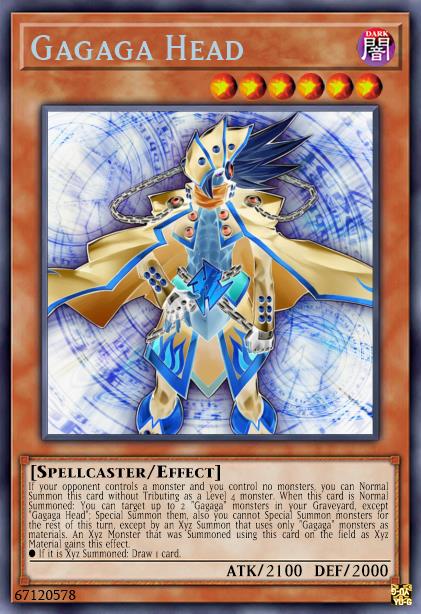 Gagaga Head
DARK
闇
[Spellcaster/Effect]
If your opponent controls a monster and you control no monsters, you can Normal
Summon this card without Tributing as a Level 4 monster. When this card is Normal
Summoned: You can target up to 2 "Gagaga" monsters in your Graveyard, except
"Gagaga Head"; Special Summon them, also you cannot Special Summon monsters for
the rest of this turn, except by an Xyz Summon that uses only "Gagaga" monsters as
materials. An Xyz Monster that was Summoned using this card on the field as Xyz
Material gains this effect.
● If it is Xyz Summoned: Draw 1 card.
ATK/2100 DEF/2000
67120578